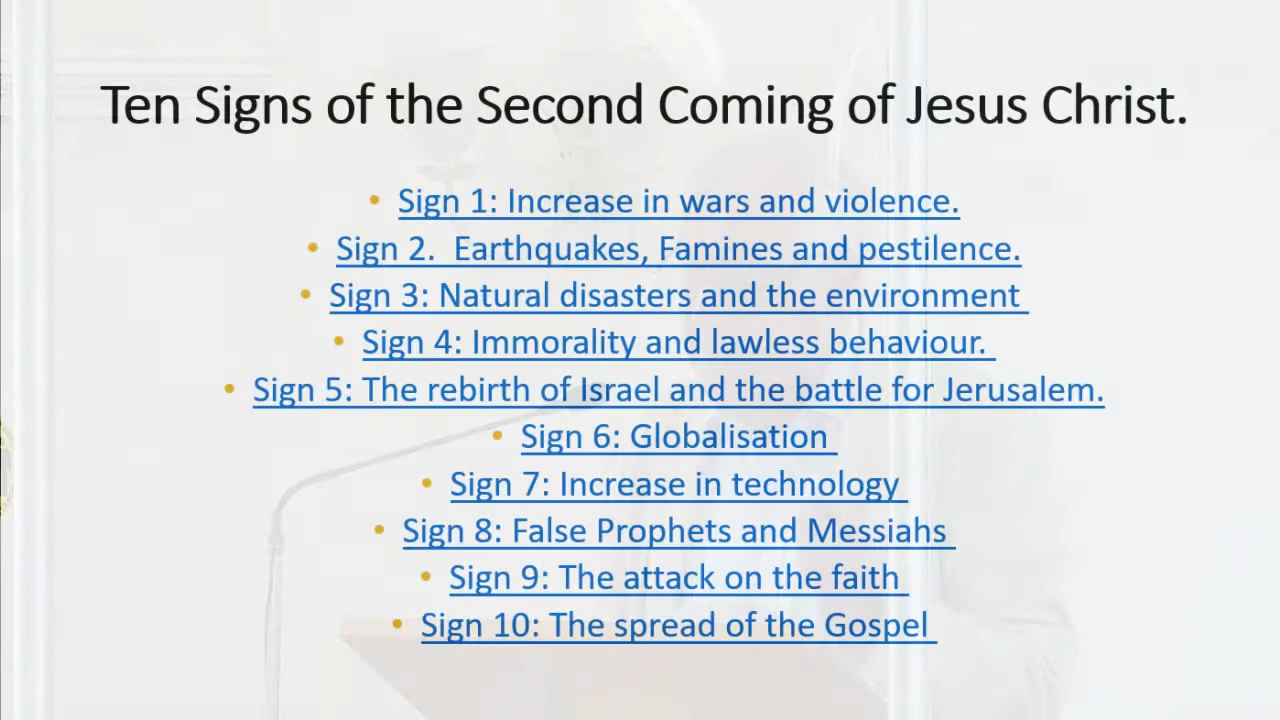 Ten Signs of the Second Coming of Jesus Christ.
• Sign 1: Increase in wars and violence.
• Sign 2.  Earthquakes, Famines and pestilence.
• Sign 3: Natural disasters and the environment
• Sign 4: Immorality and lawless behaviour.
• Sign 5: The rebirth of Israel and the battle for Jerusalem.
• Sign 6: Globalisation
• Sign 7: Increase in technology
• Sign 8: False Prophets and Messiahs
• Sign 9: The attack on the faith
• Sign 10: The spread of the Gospel